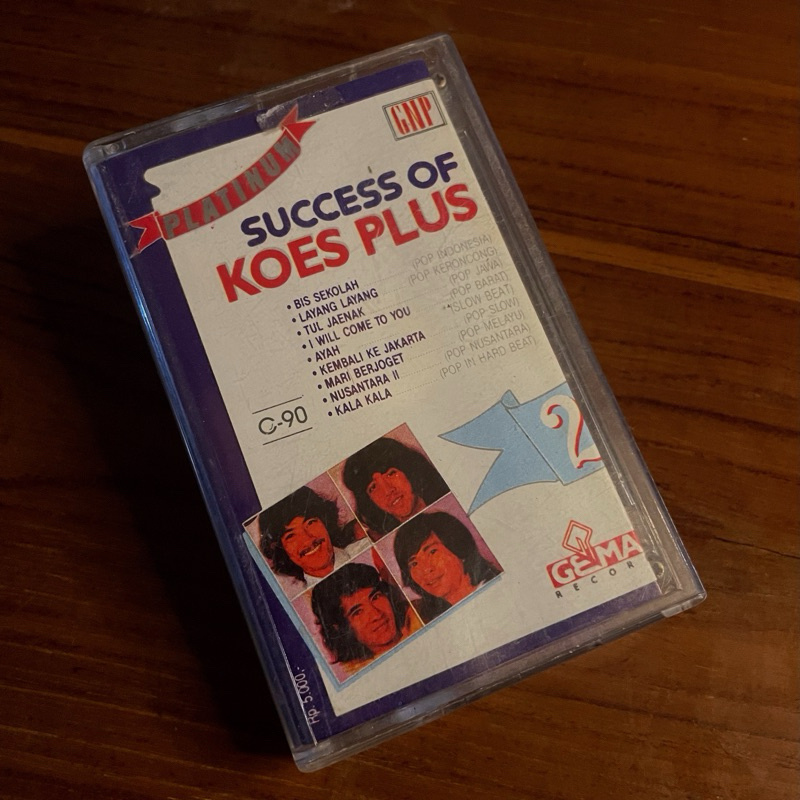 PLATINUM
GNP
SUCCESS OF
KOES PLUS
• BIS SEKOLAH (POP INDONESIA)
• LAYANG LAYANG (POP KERONCONG)
• TUL JAENAK (POP JAWA)
• I WILL COME TO YOU (POP BARAT)
• AYAH (SLOW BEAT)
• KEMBALI KE JAKARTA (POP SLOW)
• MARI BERJOGET (POP MELAYU)
• NUSANTARA II (POP NUSANTARA)
• KALA KALA (POP IN HARD BEAT)
C-90
2
GEMA
RECOR
Rp. 5.000,-